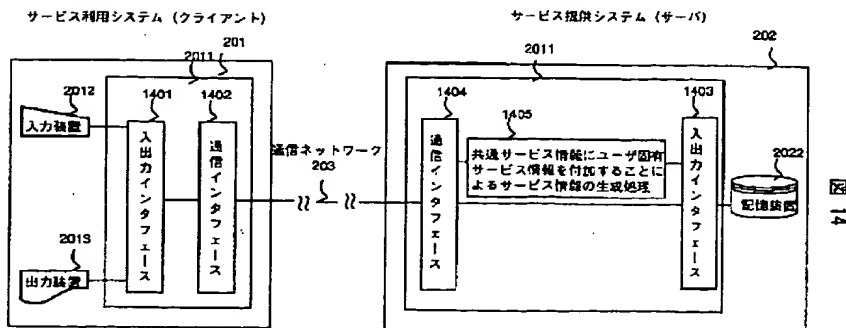 サービス利用システム (クライアント)
サービス提供システム (サーバ)
201
2011
2012
1401
1402
入力装置
入出力インタフェース
通信インタフェース
2013
出力装置
通信ネットワーク
203
202
2011
1404
1405
1403
通信インタフェース
共通サービス情報にユーザ固有
サービス情報を付加することに
よるサービス情報の生成処理
入出力インタフェース
2022
記憶装置
図 14